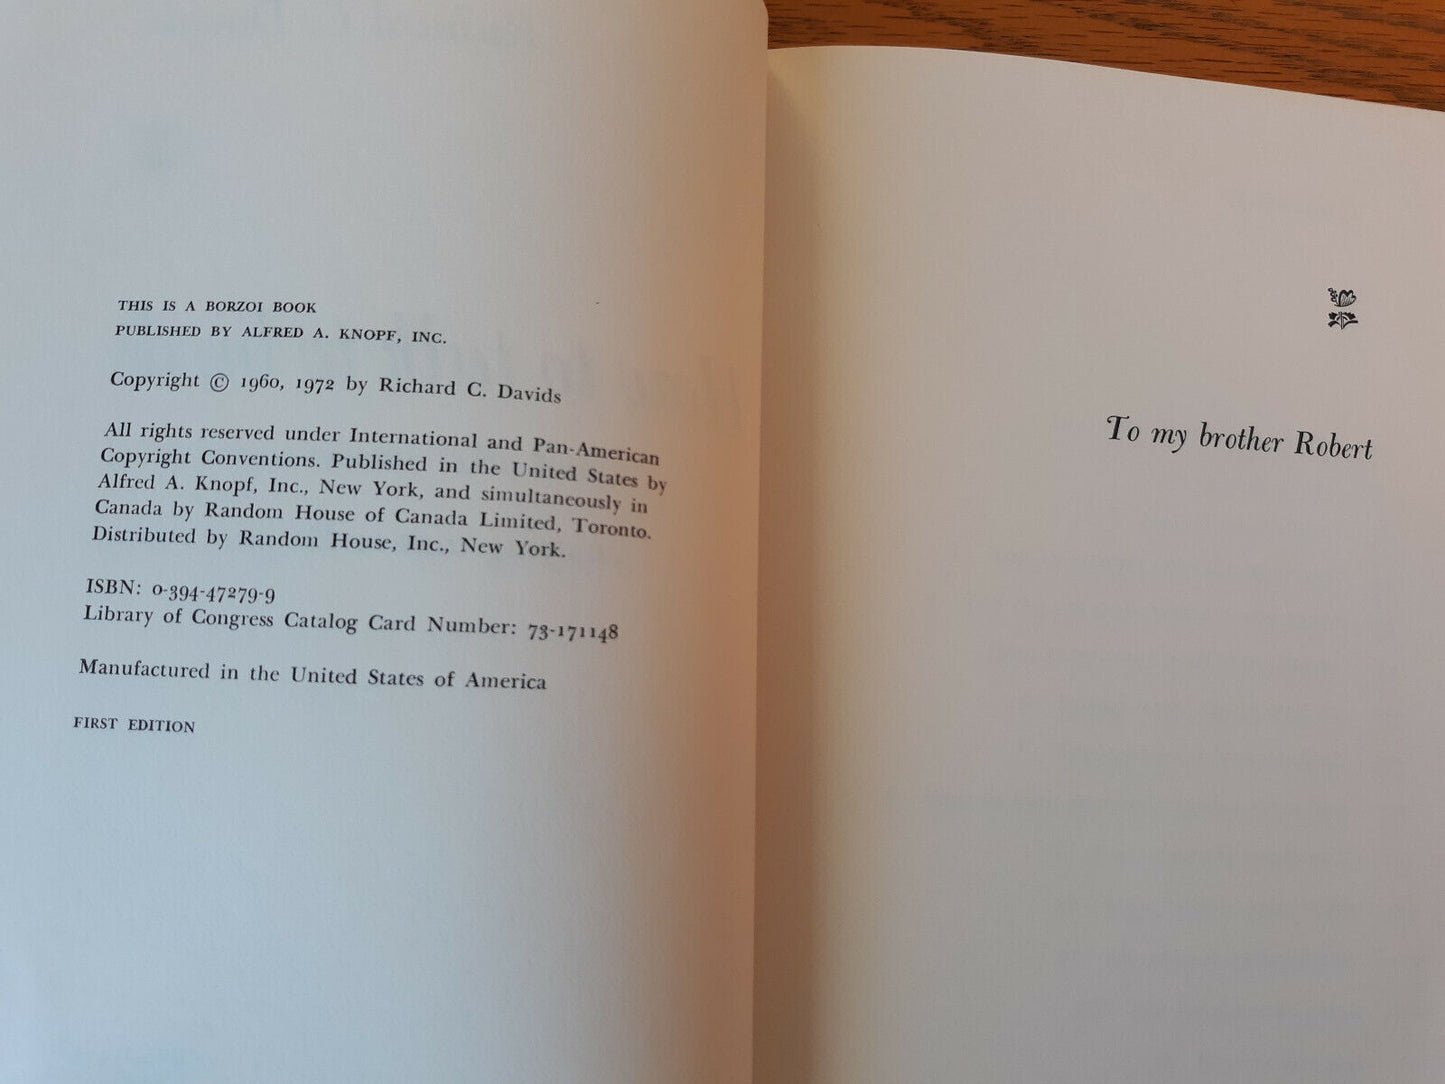 THIS IS A BORZOI BOOK
PUBLISHED BY ALFRED A. KNOPF, INC.
Copyright © 1960, 1972 by Richard C. Davids
All rights reserved under International and Pan-American
Copyright Conventions. Published in the United States by
Alfred A. Knopf, Inc., New York, and simultaneously in
Canada by Random House of Canada Limited, Toronto.
Distributed by Random House, Inc., New York.
ISBN: 0-394-47279-9
Library of Congress Catalog Card Number: 73-171148
Manufactured in the United States of America
FIRST EDITION
To my brother Robert